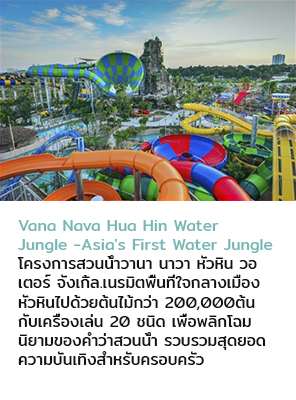 Vana Nava Hua Hin Water
Jungle -Asia's First Water Jungle
โครงการสวนน้ำวานา นาวา หัวหิน วอ
เตอร์ จังเกิ้ล.เนรมิตพื้นที่ใจกลางเมือง
หัวหินไปด้วยต้นไม้กว่า 200,000ต้น
กับเครื่องเล่น 20 ชนิด เพื่อพลิกโฉม
นิยามของคำว่าสวนน้ำ รวบรวมสุดยอด
ความบันเทิงสำหรับครอบครัว